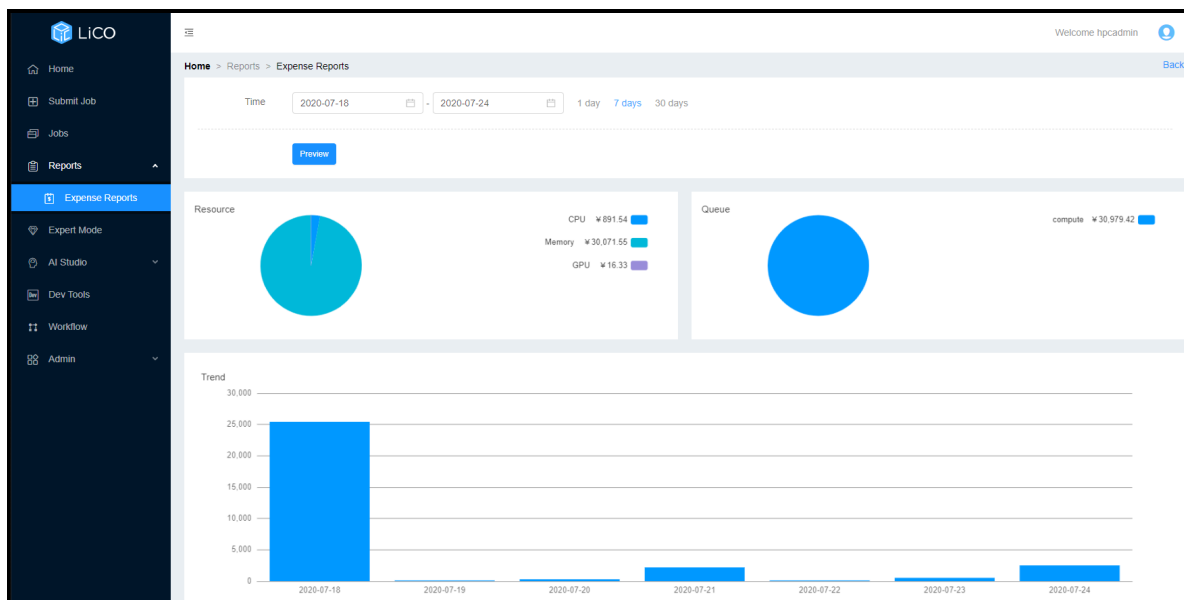 LiCO
Welcome hpcadmin
Home
Submit Job
Jobs
Reports
Expense Reports
Expert Mode
AI Studio
Dev Tools
Workflow
Admin
Home > Reports > Expense Reports
Back
Time 2020-07-18 - 2020-07-24 1 day 7 days 30 days
Preview
Resource
CPU ¥891.54
Memory ¥30,071.55
GPU ¥16.33
Queue
compute ¥30,979.42
Trend
30,000
25,000
20,000
15,000
10,000
5,000
0
2020-07-18 2020-07-19 2020-07-20 2020-07-21 2020-07-22 2020-07-23 2020-07-24